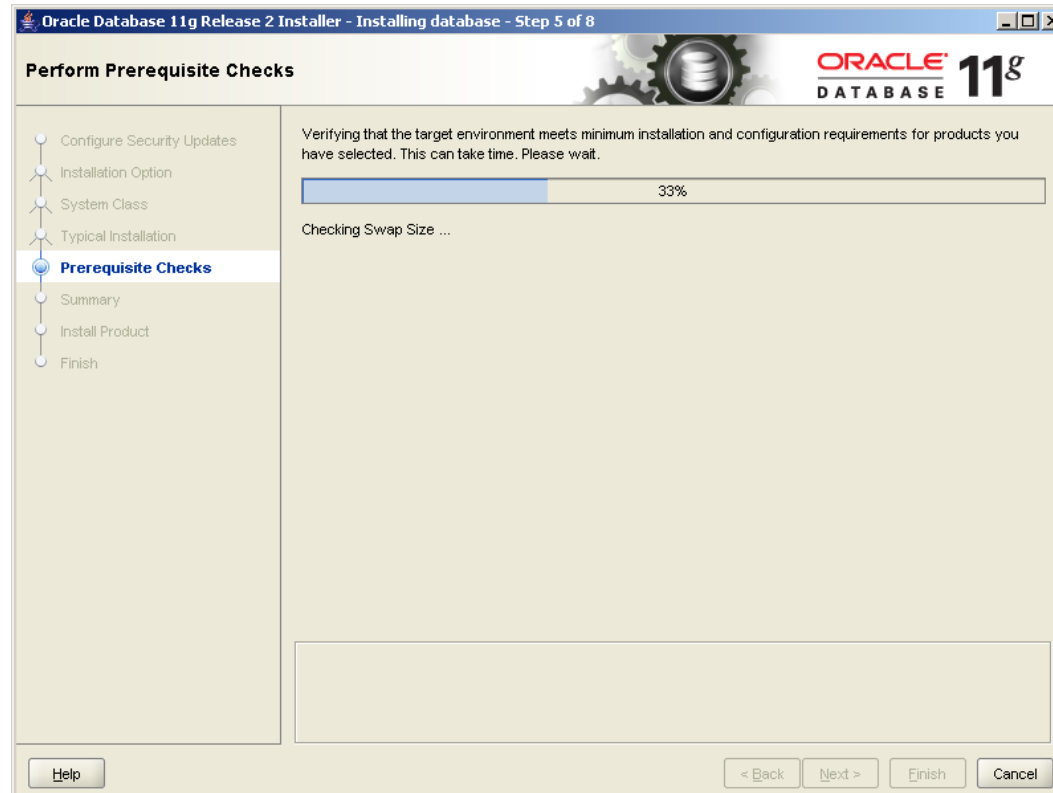 Oracle Database 11g Release 2 Installer - Installing database - Step 5 of 8
Perform Prerequisite Checks
ORACLE 11g
DATABASE
Configure Security Updates
Installation Option
System Class
Typical Installation
Prerequisite Checks
Summary
Install Product
Finish
Verifying that the target environment meets minimum installation and configuration requirements for products you
have selected. This can take time. Please wait.
33%
Checking Swap Size ...
Help
< Back
Next >
Finish
Cancel